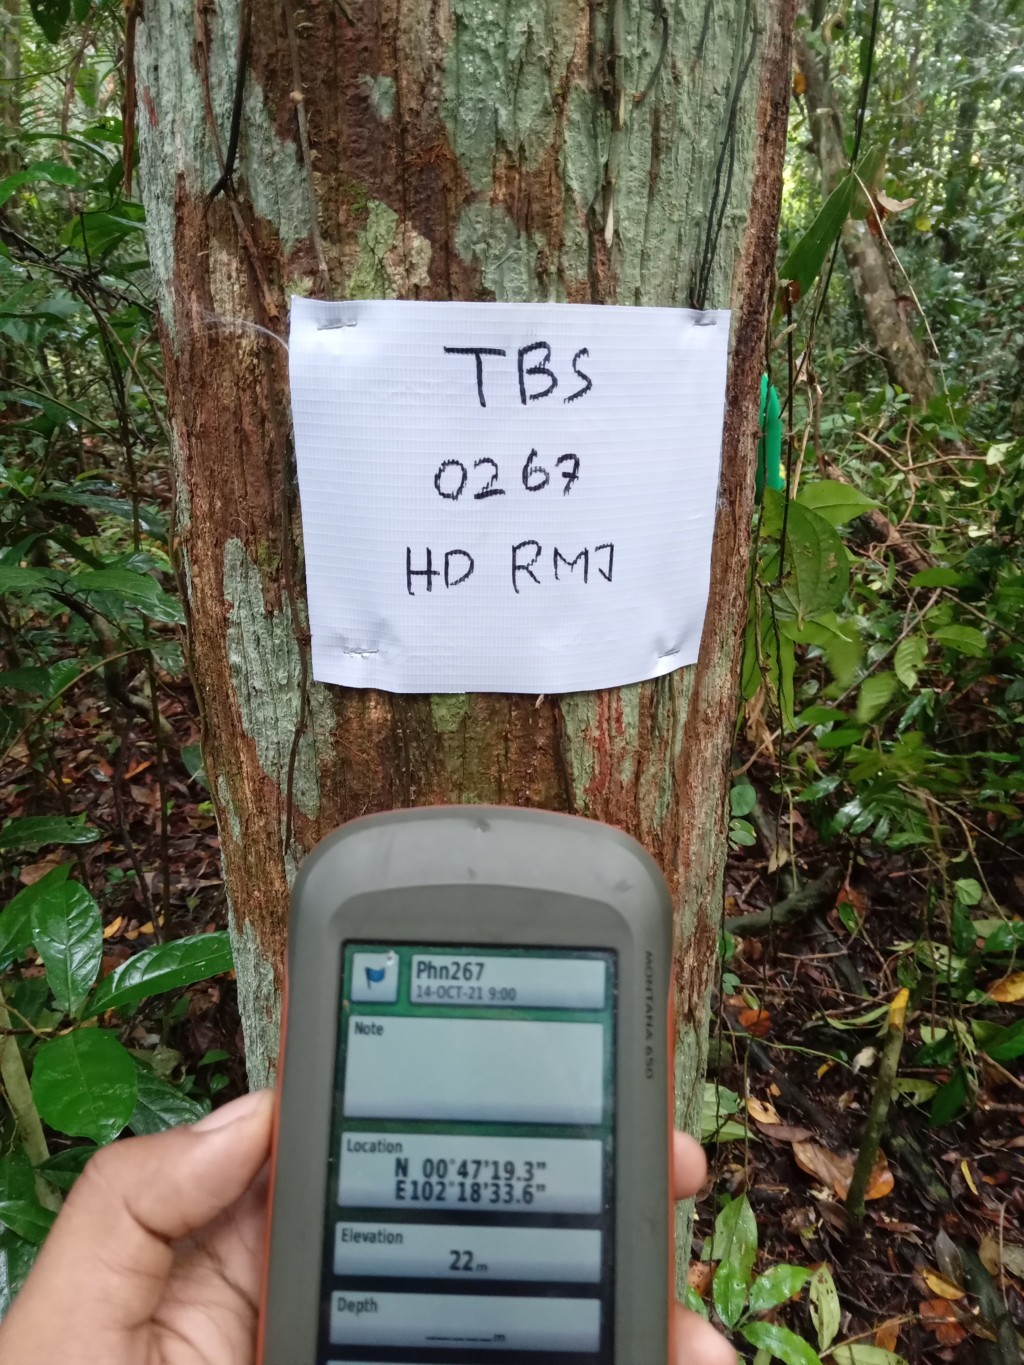 TBS
0267
HD RMJ
MONTANA 650
Phn267
14-OCT-21 9:00
Note
Location
N 00°47'19.3"
E102°18'33.6"
Elevation
22m
Depth
_______m